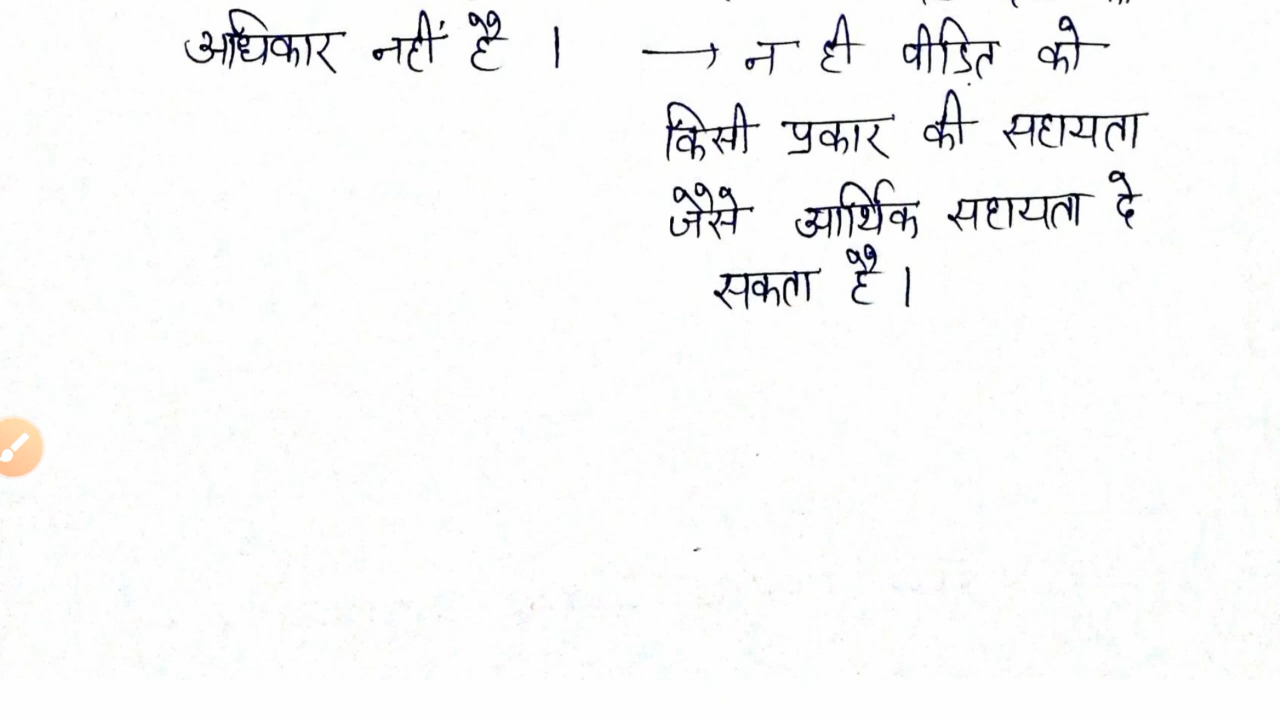 अधिकार नहीं है ।
→ न ही पीड़ित को
किसी प्रकार की सहायता
जैसे आर्थिक सहायता दे
सकता है ।